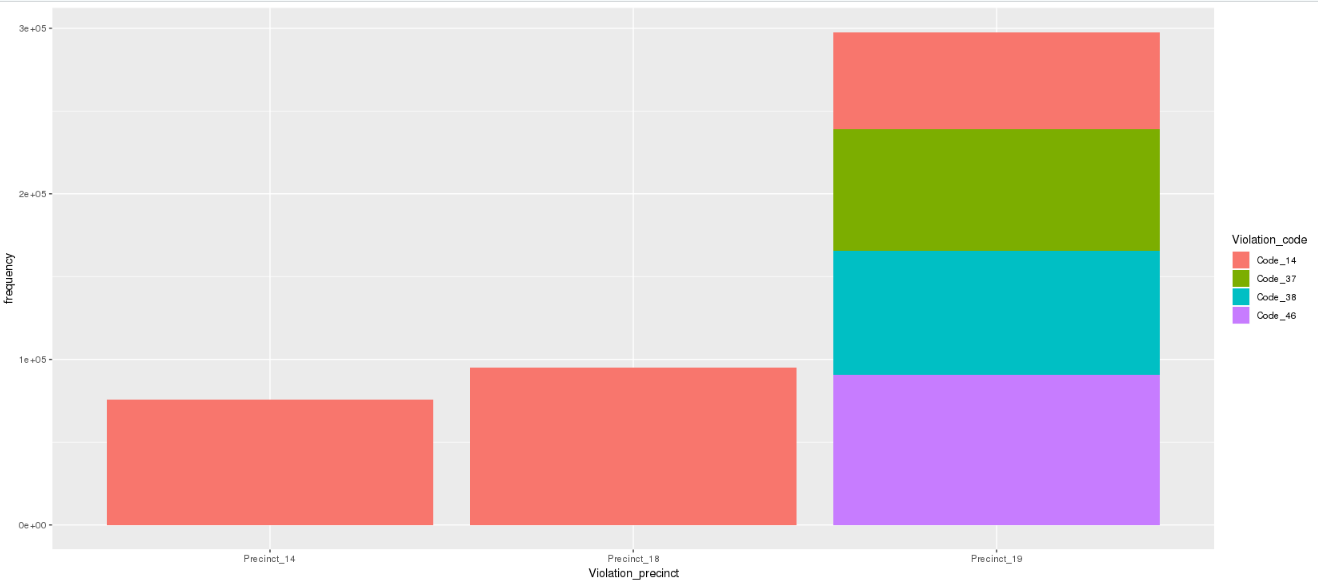 3e+05
2e+05
1e+05
0e+00
frequency
Precinct_14
Precinct_18
Precinct_19
Violation_precinct
Violation_code
Code_14
Code_37
Code_38
Code_46